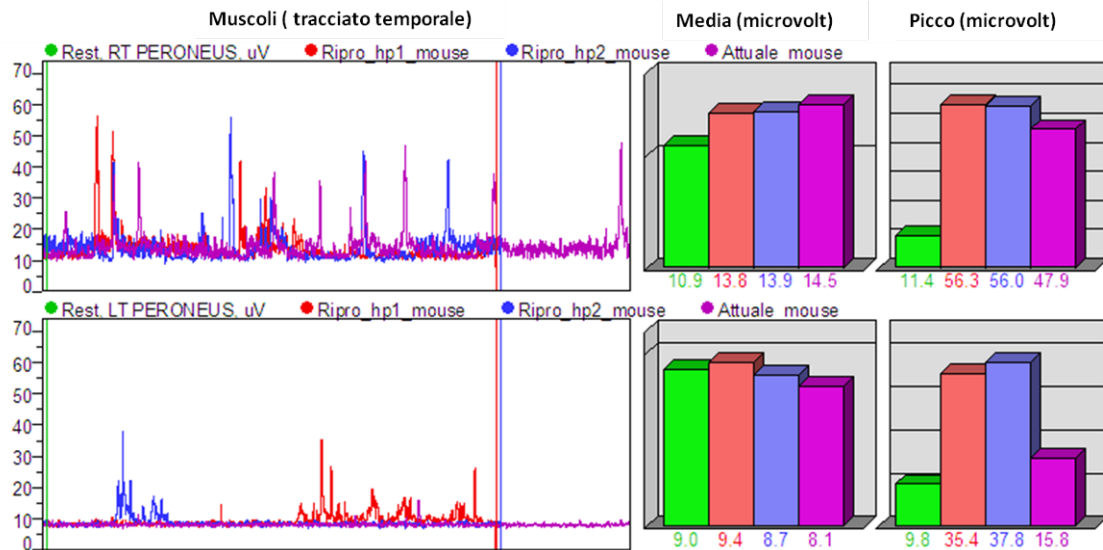 Muscoli ( tracciato temporale) Media (microvolt) Picco (microvolt)
Rest, RT PERONEUS, uV Ripro_hp1_mouse Ripro_hp2_mouse Attuale_mouse
70
60
50
40
30
20
10
0
10.9 13.8 13.9 14.5
11.4 56.3 56.0 47.9
Rest, LT PERONEUS, uV Ripro_hp1_mouse Ripro_hp2_mouse Attuale_mouse
70
60
50
40
30
20
10
0
9.0 9.4 8.7 8.1
9.8 35.4 37.8 15.8